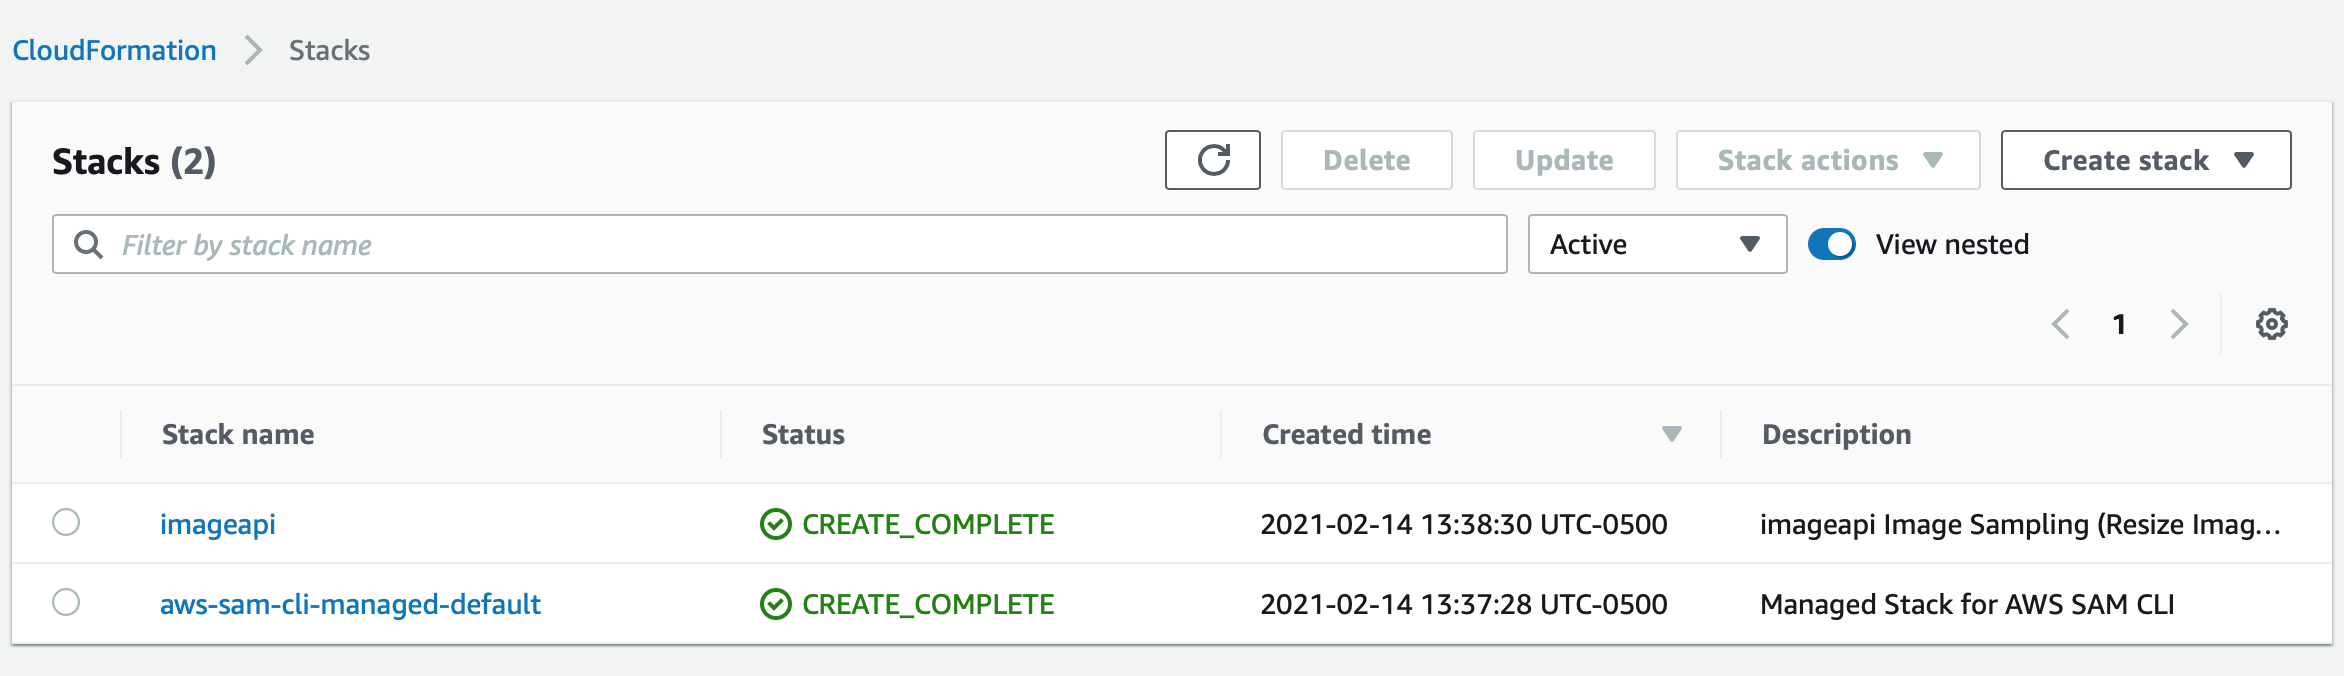 CloudFormation Stacks
Stacks (2) Delete Update Stack actions Create stack
Filter by stack name Active View nested
1
Stack name Status Created time Description
imageapi CREATE_COMPLETE 2021-02-14 13:38:30 UTC-0500 imageapi Image Sampling (Resize Imag...
aws-sam-cli-managed-default CREATE_COMPLETE 2021-02-14 13:37:28 UTC-0500 Managed Stack for AWS SAM CLI